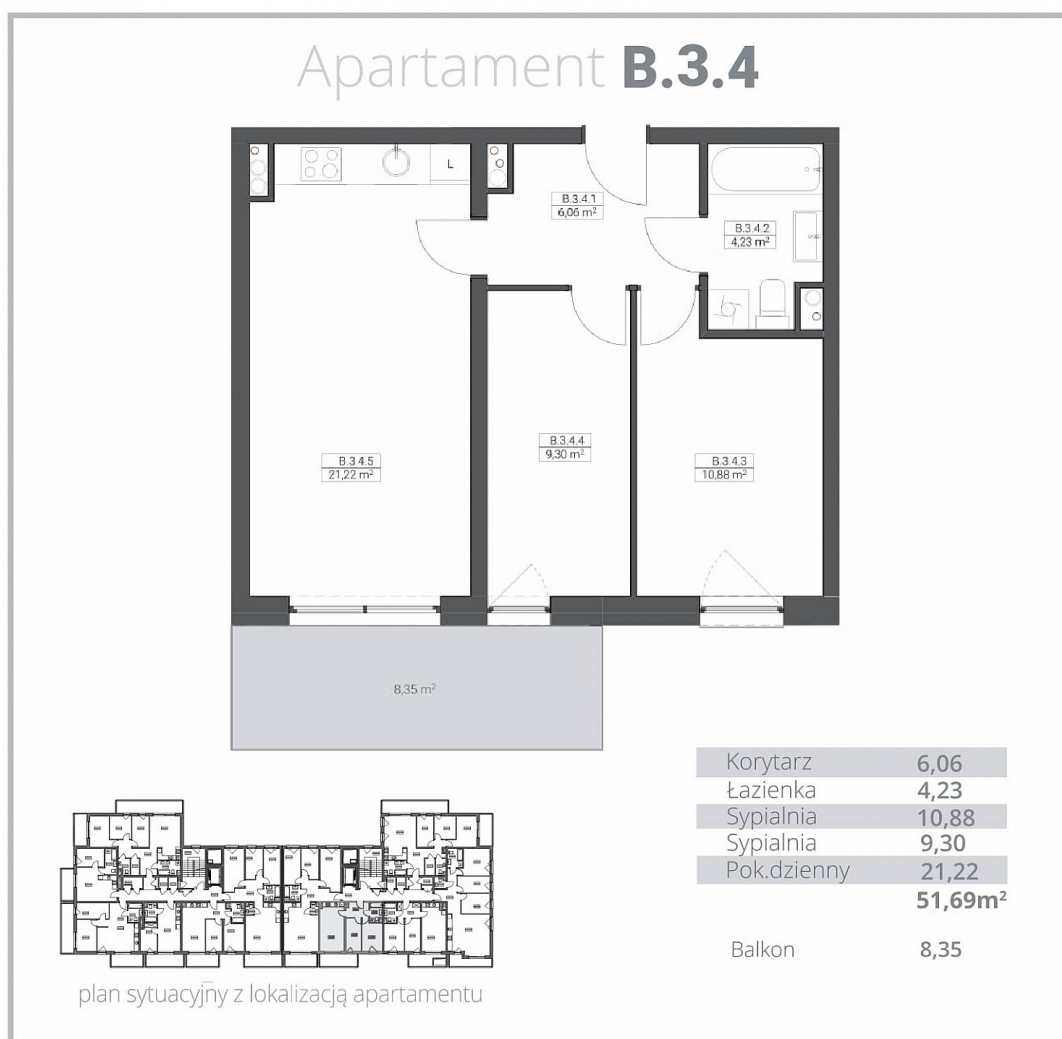 Apartament B.3.4
L
B.3.4.1
6,06 m²
B.3.4.2
4,23 m²
B.3.4.4
9,30 m²
B.3.4.5
21,22 m²
B.3.4.3
10,88 m²
8,35 m²
Korytarz 6,06
Łazienka 4,23
Sypialnia 10,88
Sypialnia 9,30
Pok.dzienny 21,22
51,69m²
Balkon 8,35
plan sytuacyjny z lokalizacją apartamentu